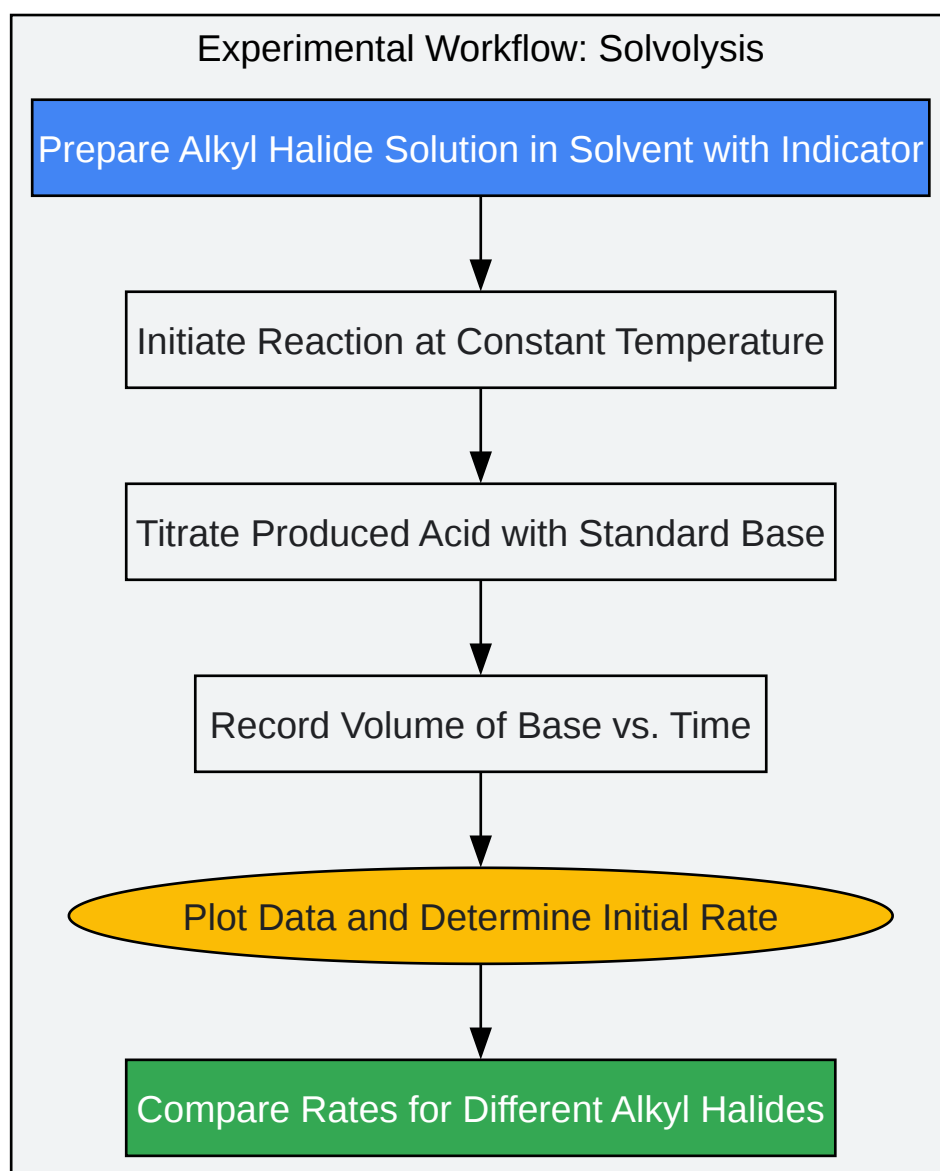 Experimental Workflow: Solvolysis
Prepare Alkyl Halide Solution in Solvent with Indicator
Initiate Reaction at Constant Temperature
Titrate Produced Acid with Standard Base
Record Volume of Base vs. Time
Plot Data and Determine Initial Rate
Compare Rates for Different Alkyl Halides